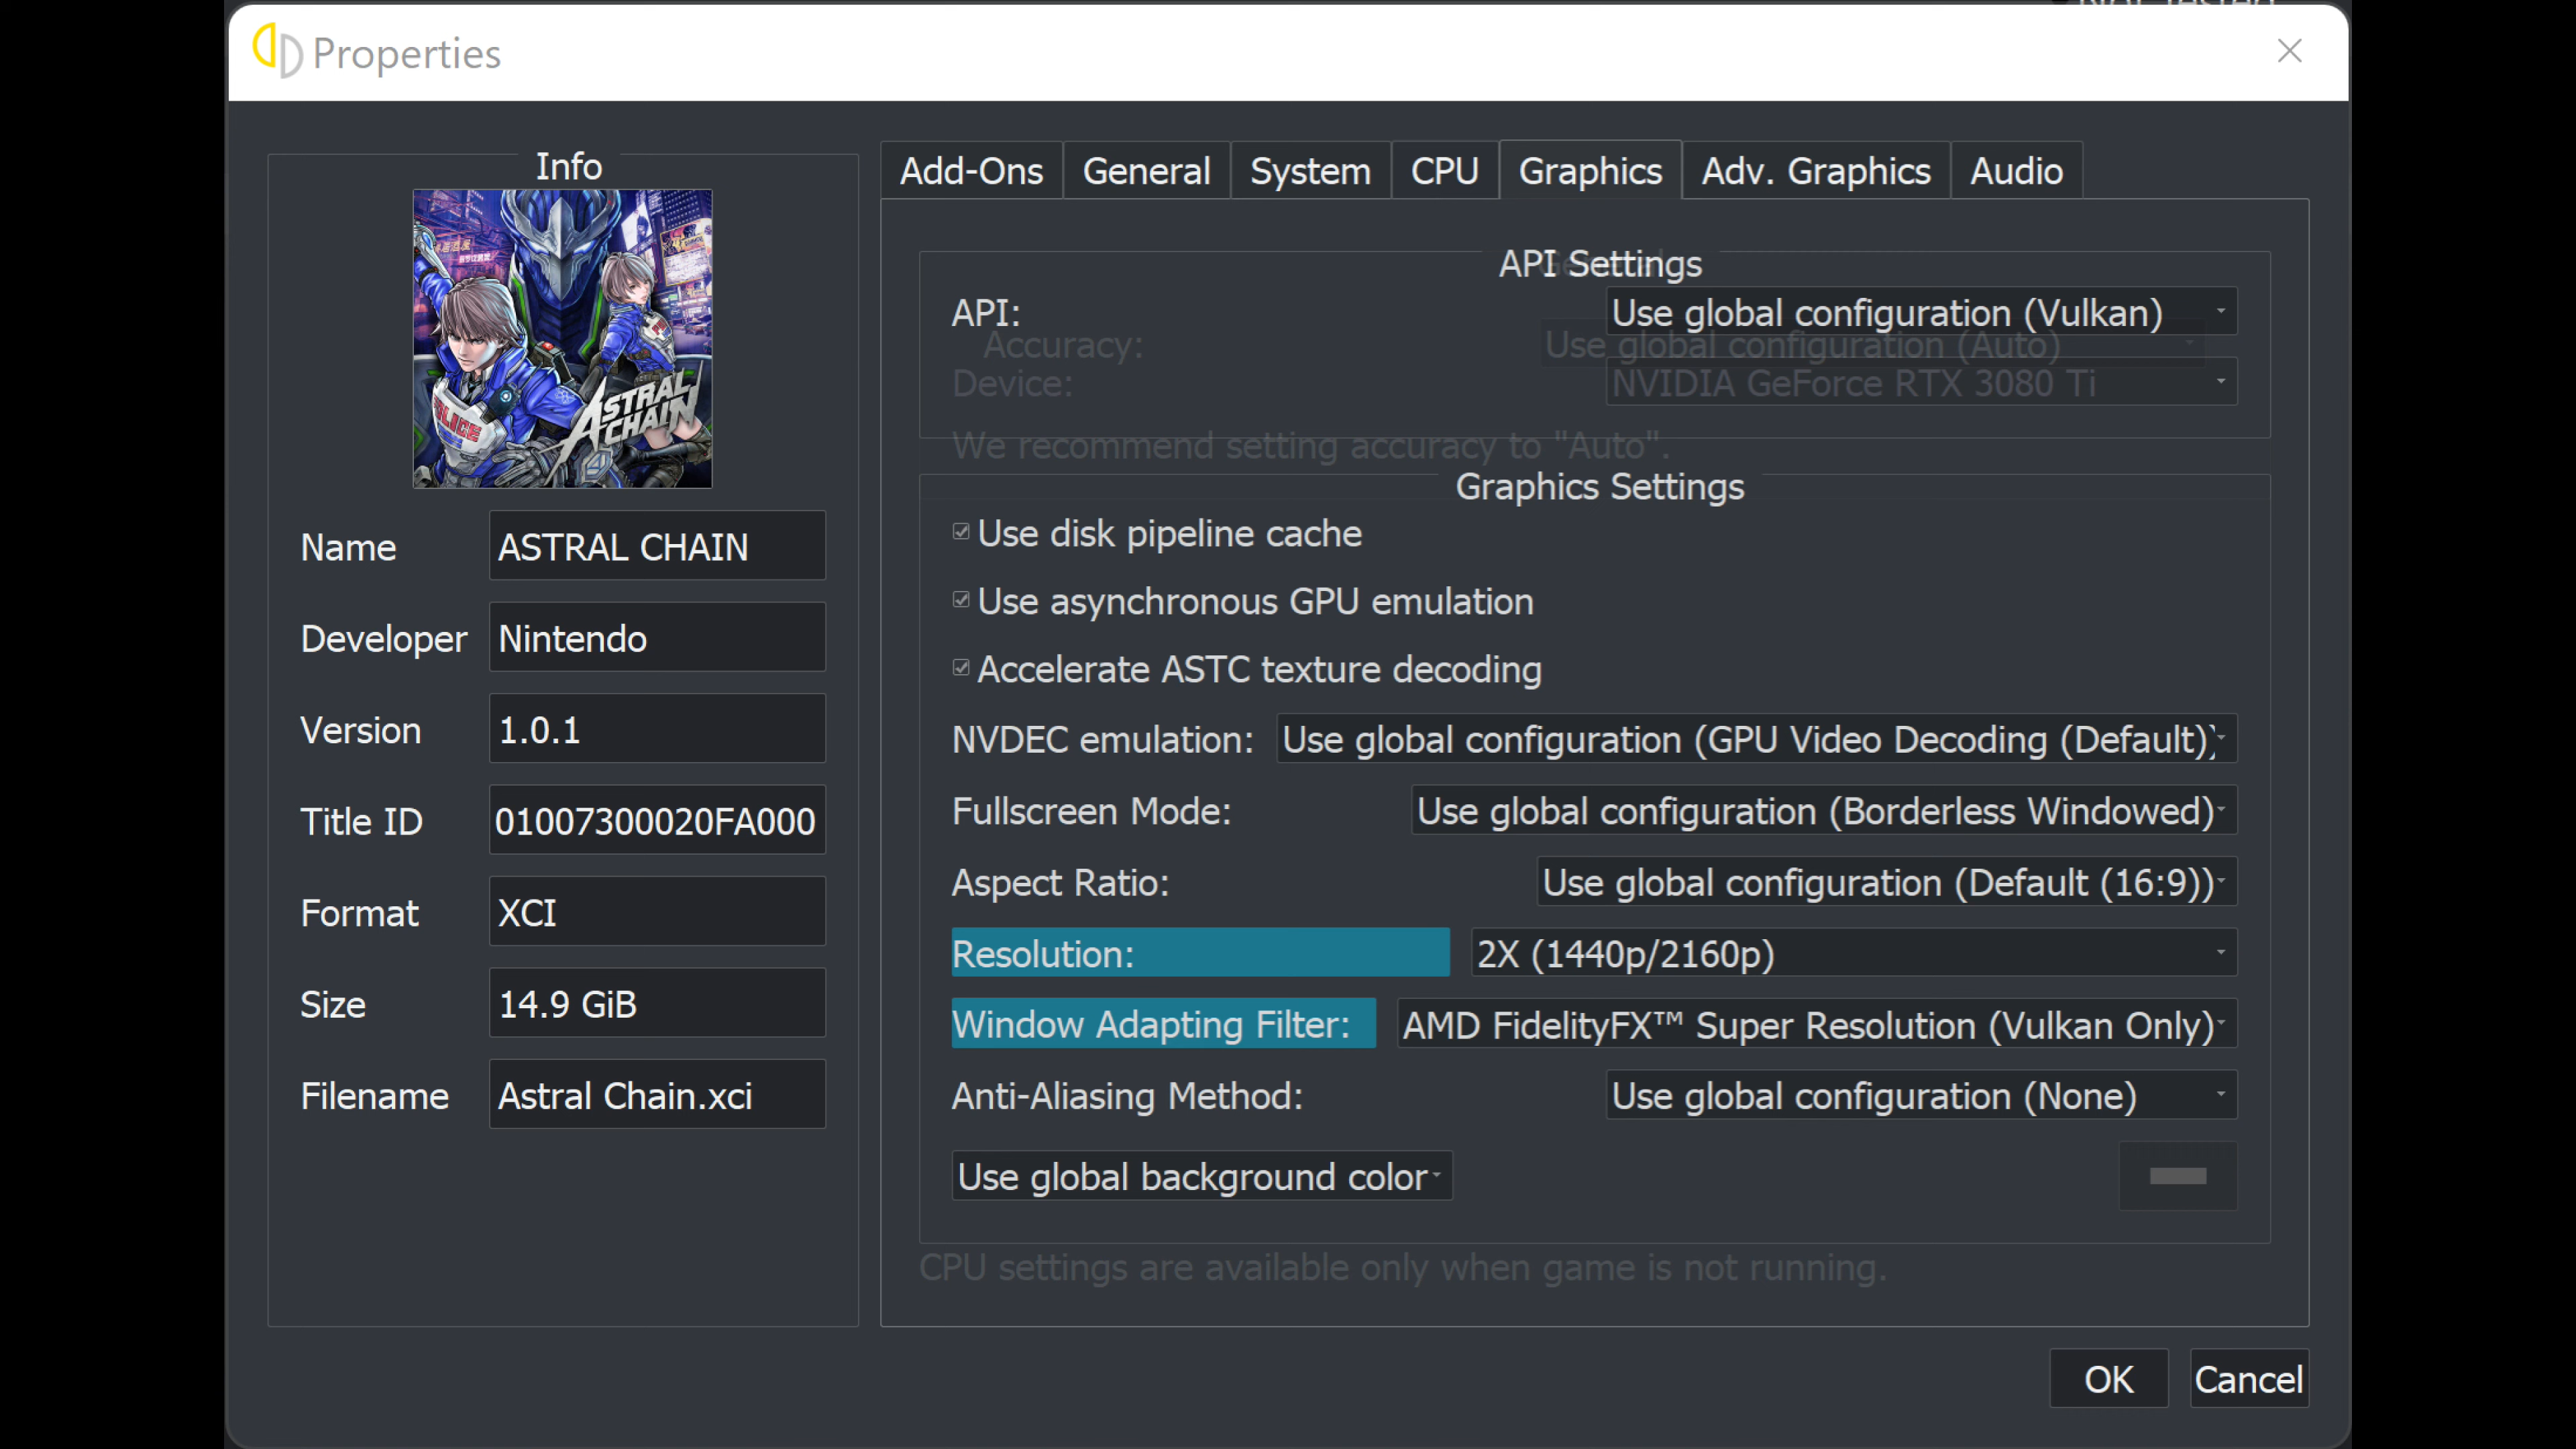 Not Tested
Properties
Info
ASTRAL
CHAIN
POLICE
Name ASTRAL CHAIN
Developer Nintendo
Version 1.0.1
Title ID 01007300020FA000
Format XCI
Size 14.9 GiB
Filename Astral Chain.xci
Add-Ons General System CPU Graphics Adv. Graphics Audio
API Settings
API: Use global configuration (Vulkan)
Accuracy: Use global configuration (Auto)
Device: NVIDIA GeForce RTX 3080 Ti
We recommend setting accuracy to "Auto".
Graphics Settings
Use disk pipeline cache
Use asynchronous GPU emulation
Accelerate ASTC texture decoding
NVDEC emulation: Use global configuration (GPU Video Decoding (Default))
Fullscreen Mode: Use global configuration (Borderless Windowed)
Aspect Ratio: Use global configuration (Default (16:9))
Resolution: 2X (1440p/2160p)
Window Adapting Filter: AMD FidelityFX™ Super Resolution (Vulkan Only)
Anti-Aliasing Method: Use global configuration (None)
Use global background color
CPU settings are available only when game is not running.
OK Cancel